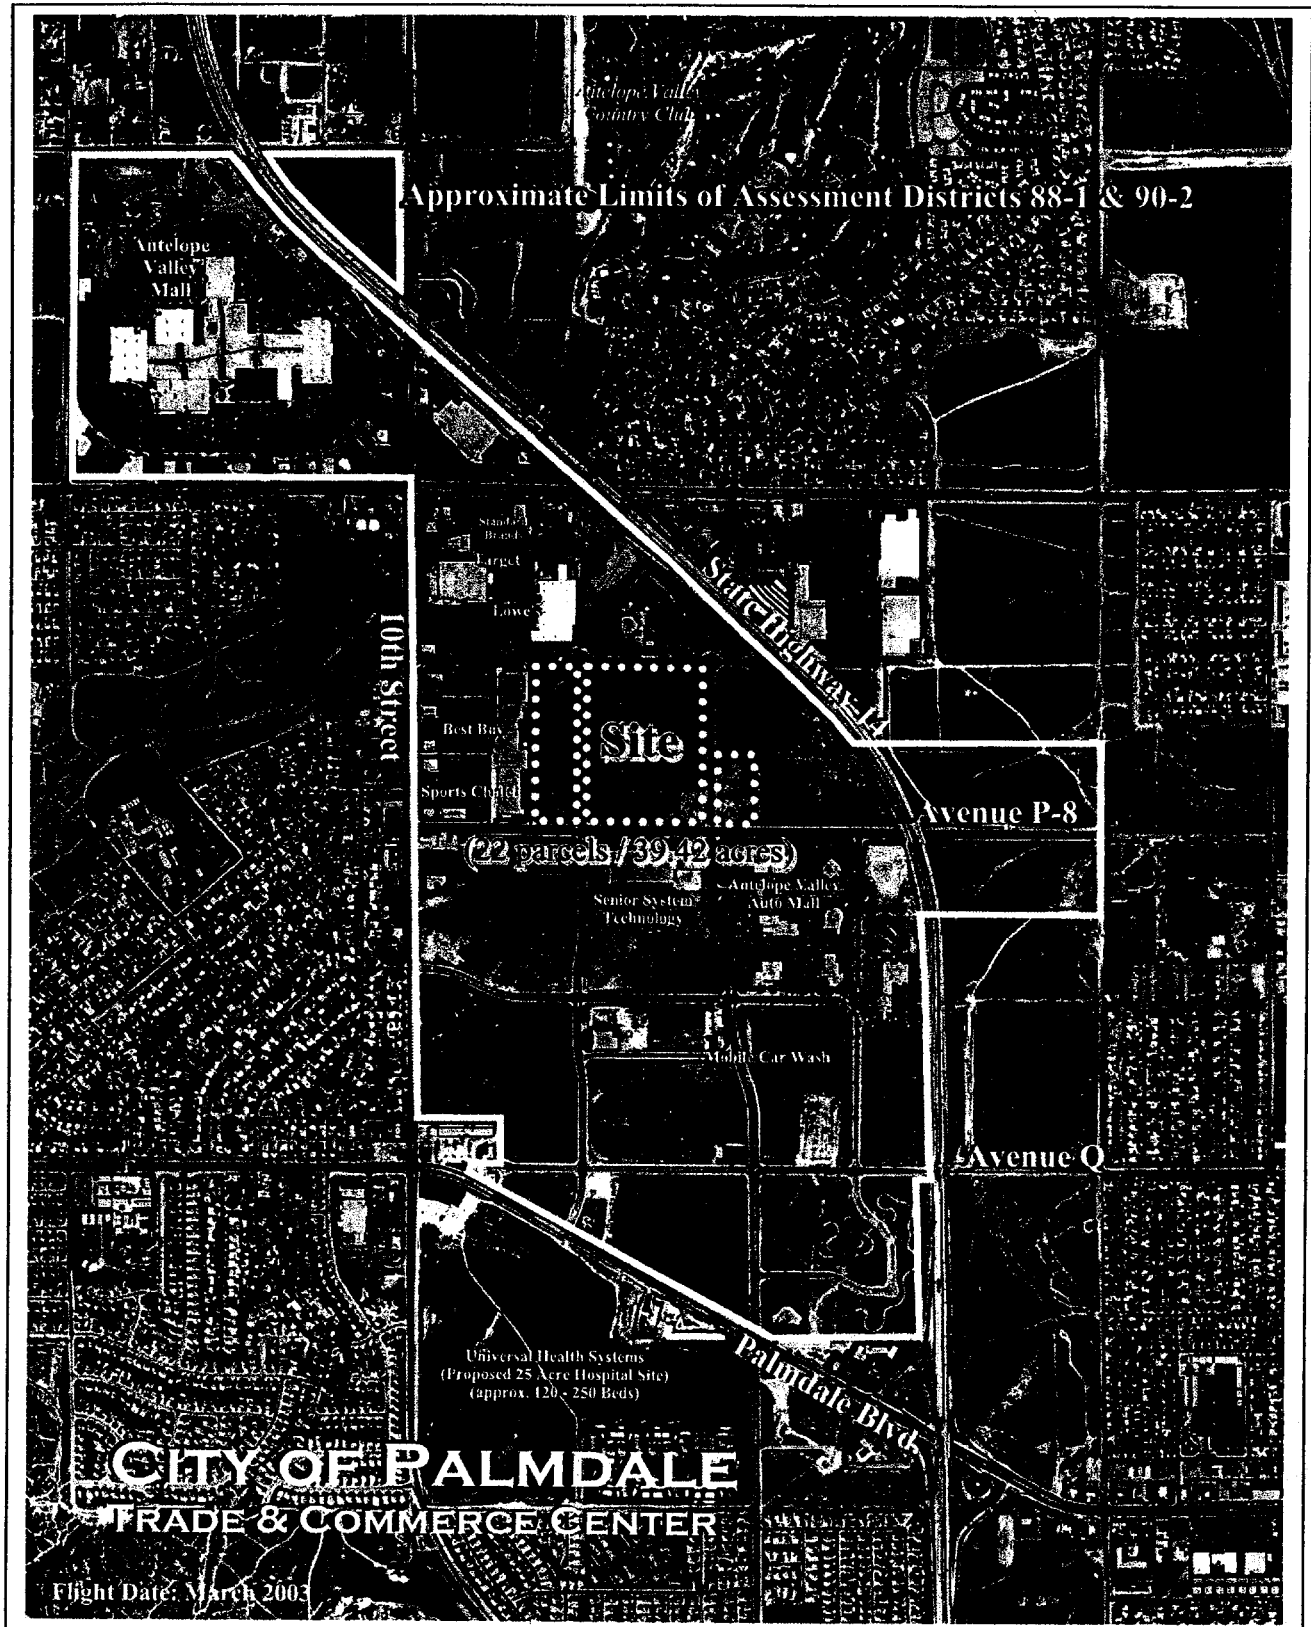 Antelope Valley
Country Club
Approximate Limits of Assessment Districts 88-1 & 90-2
Antelope
Valley
Mall
Standard
Brands
Target
Lowe's
State Highway 14
10th Street
Best Buy
Site
Sports Chalet
Avenue P-8
(22 parcels / 39.42 acres)
Senior System
Technology
Antelope Valley
Auto Mall
Mobile Car Wash
Avenue Q
Universal Health Systems
(Proposed 25 Acre Hospital Site)
(approx. 120 - 250 Beds)
Palmdale Blvd.
CITY OF PALMDALE
TRADE & COMMERCE CENTER
Flight Date: March 2003